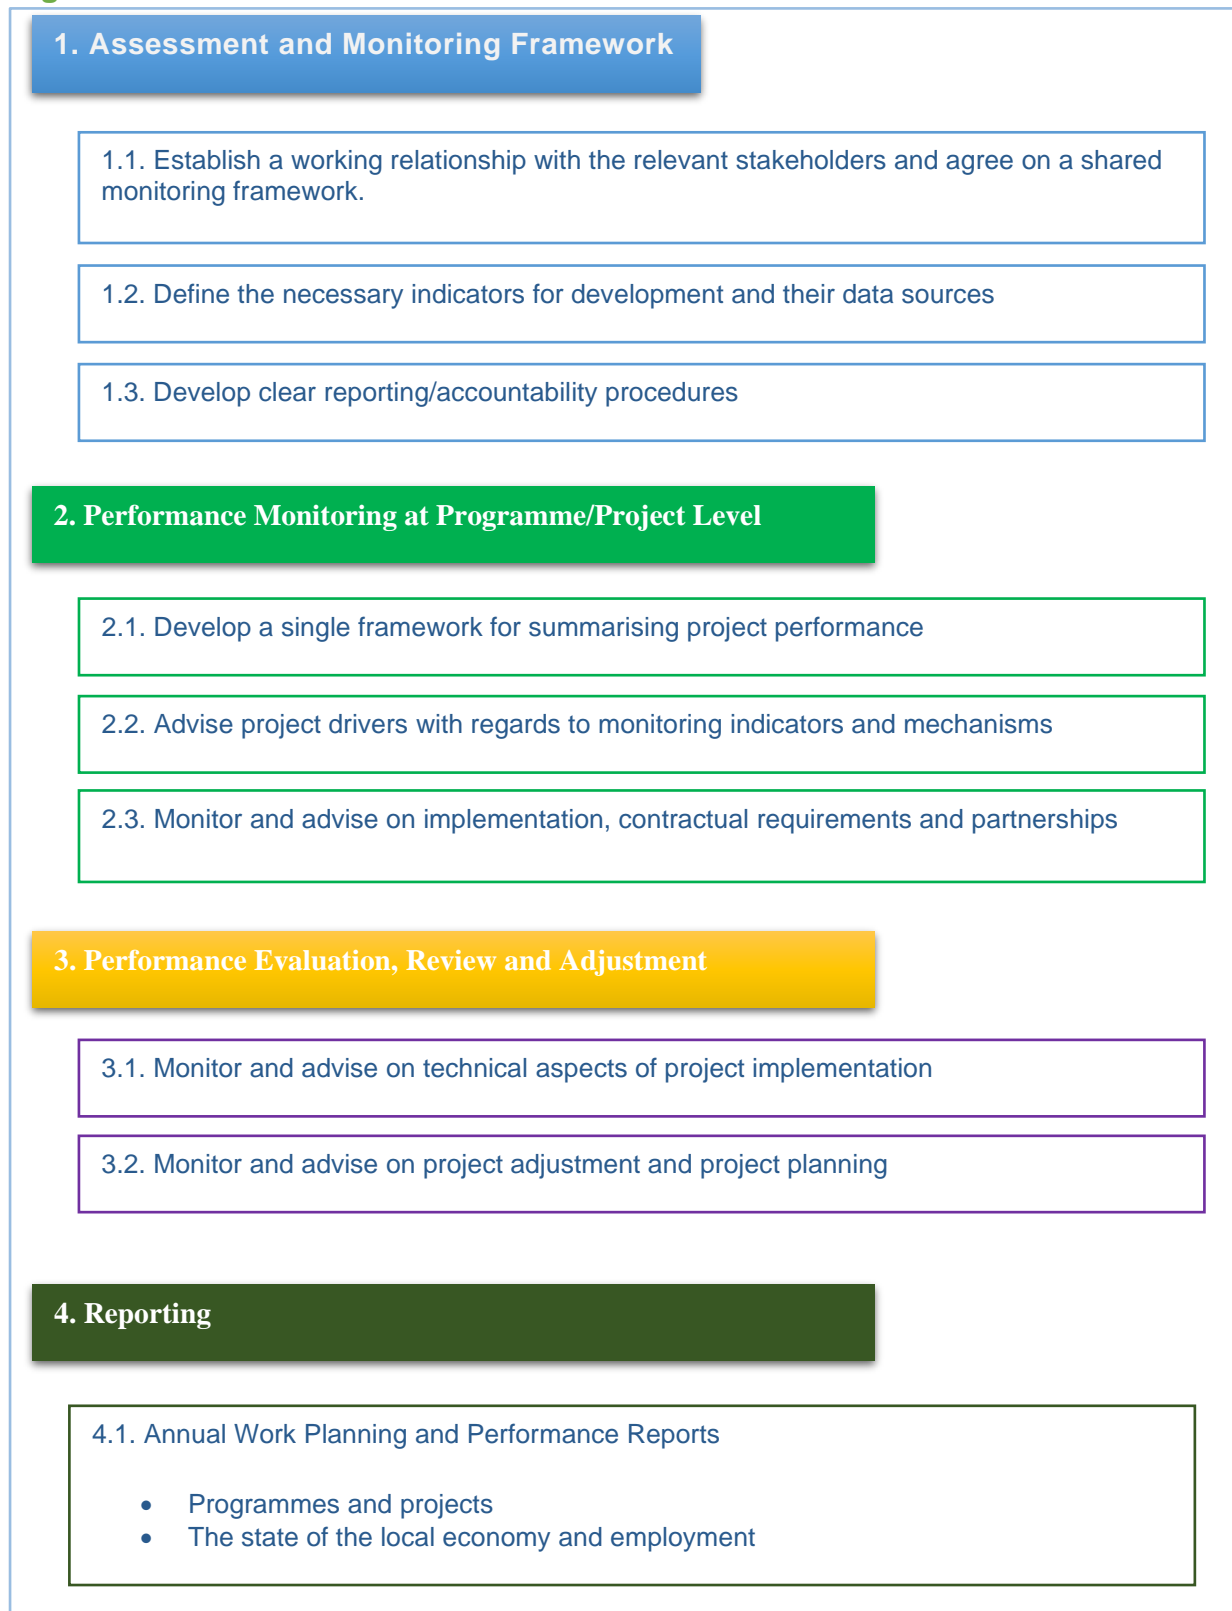 1. Assessment and Monitoring Framework
1.1. Establish a working relationship with the relevant stakeholders and agree on a shared
monitoring framework.
1.2. Define the necessary indicators for development and their data sources
1.3. Develop clear reporting/accountability procedures
2. Performance Monitoring at Programme/Project Level
2.1. Develop a single framework for summarising project performance
2.2. Advise project drivers with regards to monitoring indicators and mechanisms
2.3. Monitor and advise on implementation, contractual requirements and partnerships
3. Performance Evaluation, Review and Adjustment
3.1. Monitor and advise on technical aspects of project implementation
3.2. Monitor and advise on project adjustment and project planning
4. Reporting
4.1. Annual Work Planning and Performance Reports
• Programmes and projects
• The state of the local economy and employment